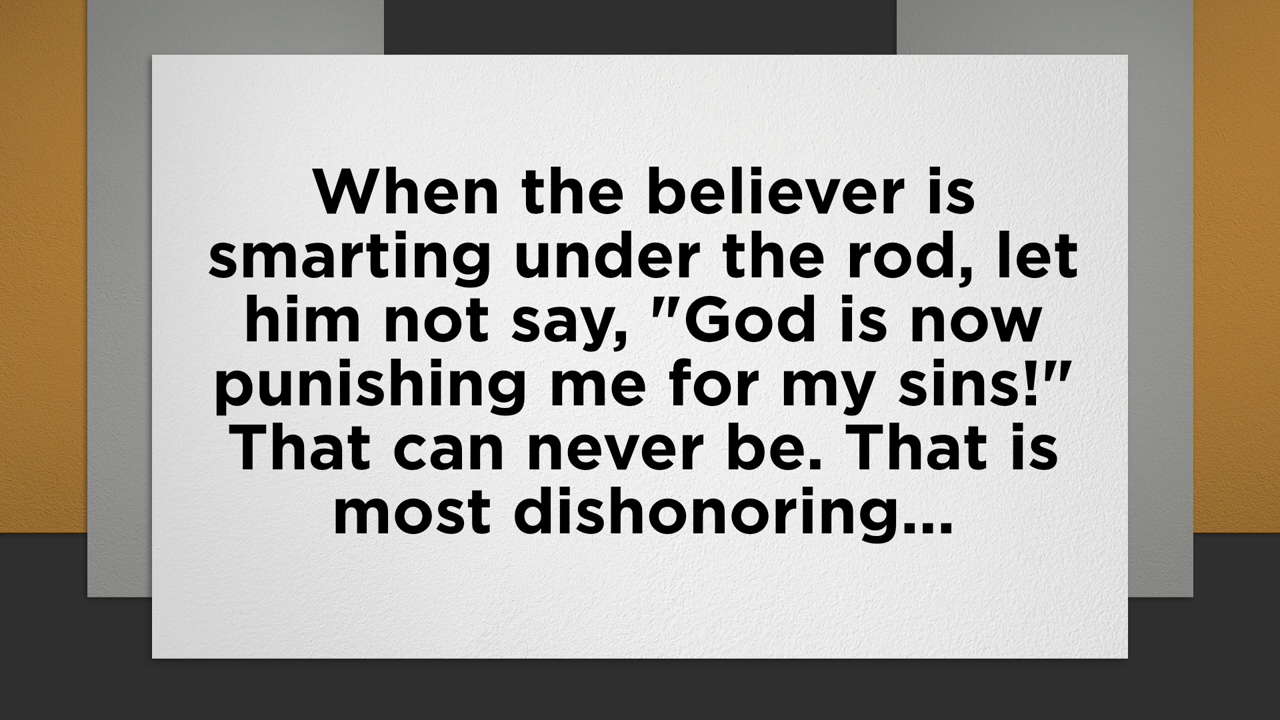 When the believer is
smarting under the rod, let
him not say, "God is now
punishing me for my sins!"
That can never be. That is
most dishonoring...